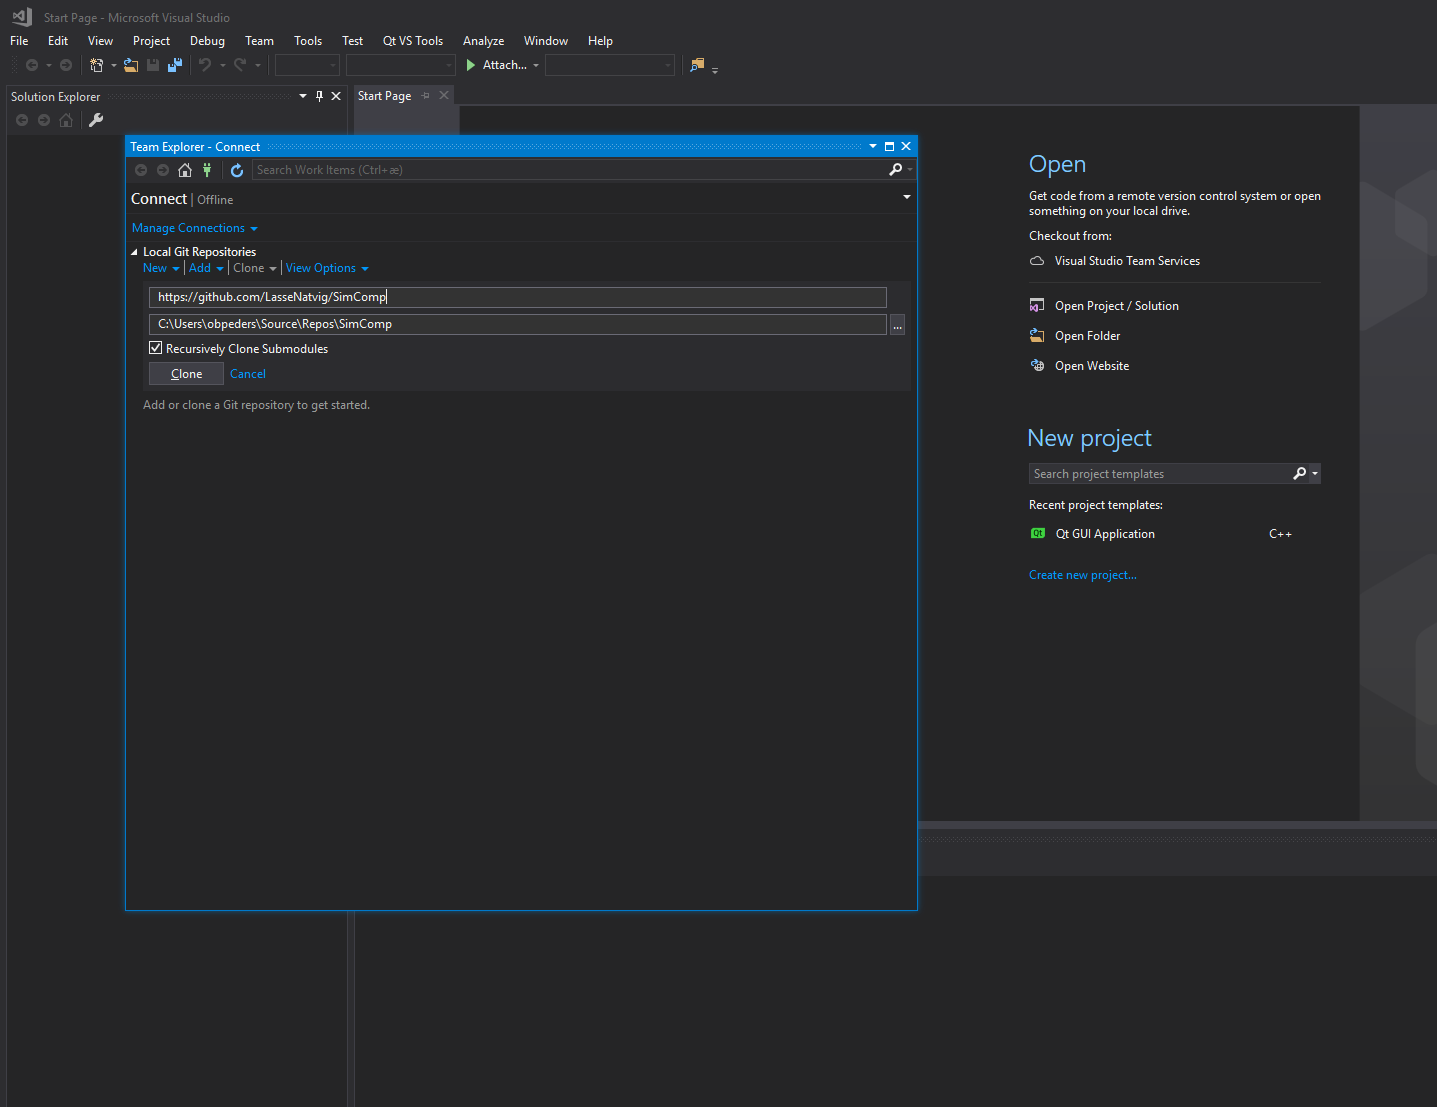 Start Page - Microsoft Visual Studio
File Edit View Project Debug Team Tools Test Qt VS Tools Analyze Window Help
Attach...
Solution Explorer
Start Page
Team Explorer - Connect
Search Work Items (Ctrl+æ)
Connect | Offline
Manage Connections
Local Git Repositories
New | Add | Clone | View Options
https://github.com/LasseNatvig/SimComp
C:\Users\obpeders\Source\Repos\SimComp
...
Recursively Clone Submodules
Clone Cancel
Add or clone a Git repository to get started.
Open
Get code from a remote version control system or open
something on your local drive.
Checkout from:
Visual Studio Team Services
Open Project / Solution
Open Folder
Open Website
New project
Search project templates
Recent project templates:
Qt Qt GUI Application C++
Create new project...